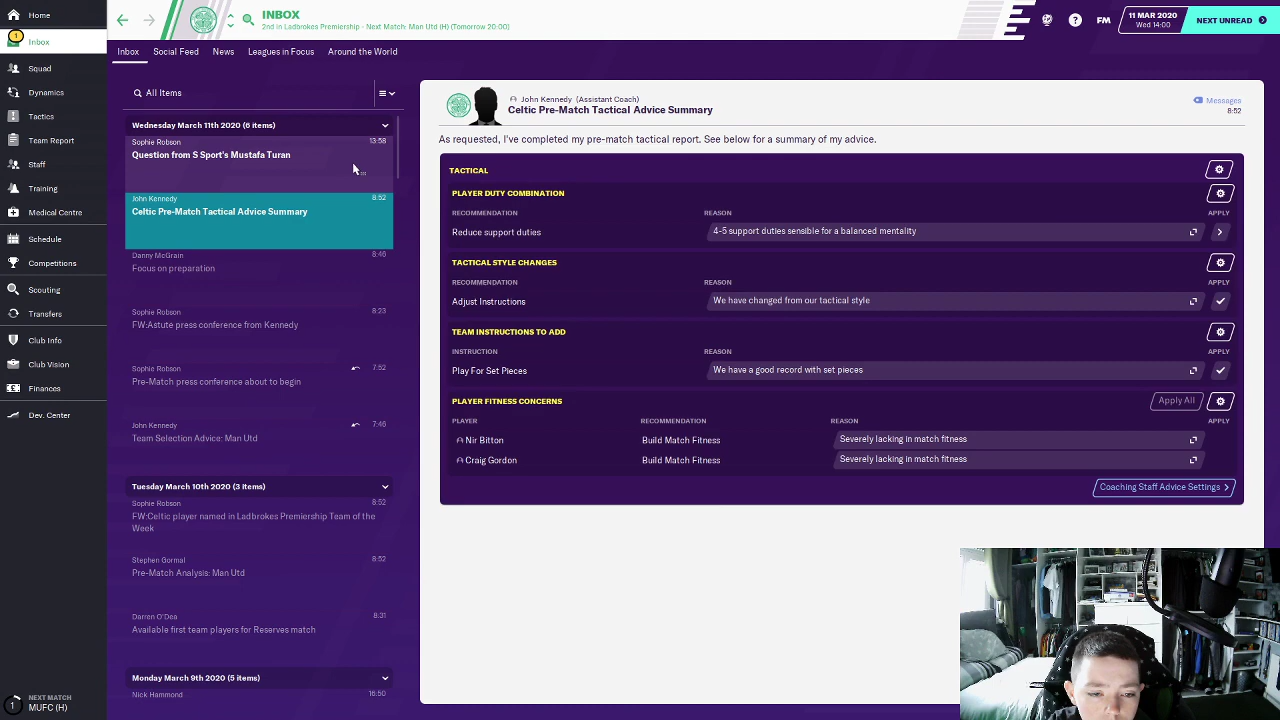 INBOX
2nd in Ladbrokes Premiership - Next Match: Man Utd (H) (Tomorrow 20:00)
FM
11 MAR 2020
Wed 14:00
NEXT UNREAD
1
Inbox
Squad
Dynamics
Tactics
Team Report
Staff
Training
Medical Centre
Schedule
Competitions
Scouting
Transfers
Club Info
Club Vision
Finances
Dev. Center
1
NEXT MATCH
MUFC (H)
Inbox Social Feed News Leagues in Focus Around the World
All Items
Wednesday March 11th 2020 (6 items)
Sophie Robson 13:58
Question from S Sport's Mustafa Turan
John Kennedy 8:52
Celtic Pre-Match Tactical Advice Summary
Danny McGrain 8:46
Focus on preparation
Sophie Robson 8:23
FW:Astute press conference from Kennedy
Sophie Robson 7:52
Pre-Match press conference about to begin
John Kennedy 7:46
Team Selection Advice: Man Utd
Tuesday March 10th 2020 (3 items)
Sophie Robson 8:52
FW:Celtic player named in Ladbrokes Premiership Team of the
Week
Stephen Gormal 8:52
Pre-Match Analysis: Man Utd
Darren O'Dea 8:31
Available first team players for Reserves match
Monday March 9th 2020 (5 items)
Nick Hammond 16:50
John Kennedy (Assistant Coach)
Celtic Pre-Match Tactical Advice Summary
Messages
8:52
As requested, I've completed my pre-match tactical report. See below for a summary of my advice.
TACTICAL
PLAYER DUTY COMBINATION
RECOMMENDATION REASON APPLY
Reduce support duties 4-5 support duties sensible for a balanced mentality
TACTICAL STYLE CHANGES
RECOMMENDATION REASON APPLY
Adjust Instructions We have changed from our tactical style
TEAM INSTRUCTIONS TO ADD
INSTRUCTION REASON APPLY
Play For Set Pieces We have a good record with set pieces
PLAYER FITNESS CONCERNS Apply All
PLAYER RECOMMENDATION REASON APPLY
Nir Bitton Build Match Fitness Severely lacking in match fitness
Craig Gordon Build Match Fitness Severely lacking in match fitness
Coaching Staff Advice Settings